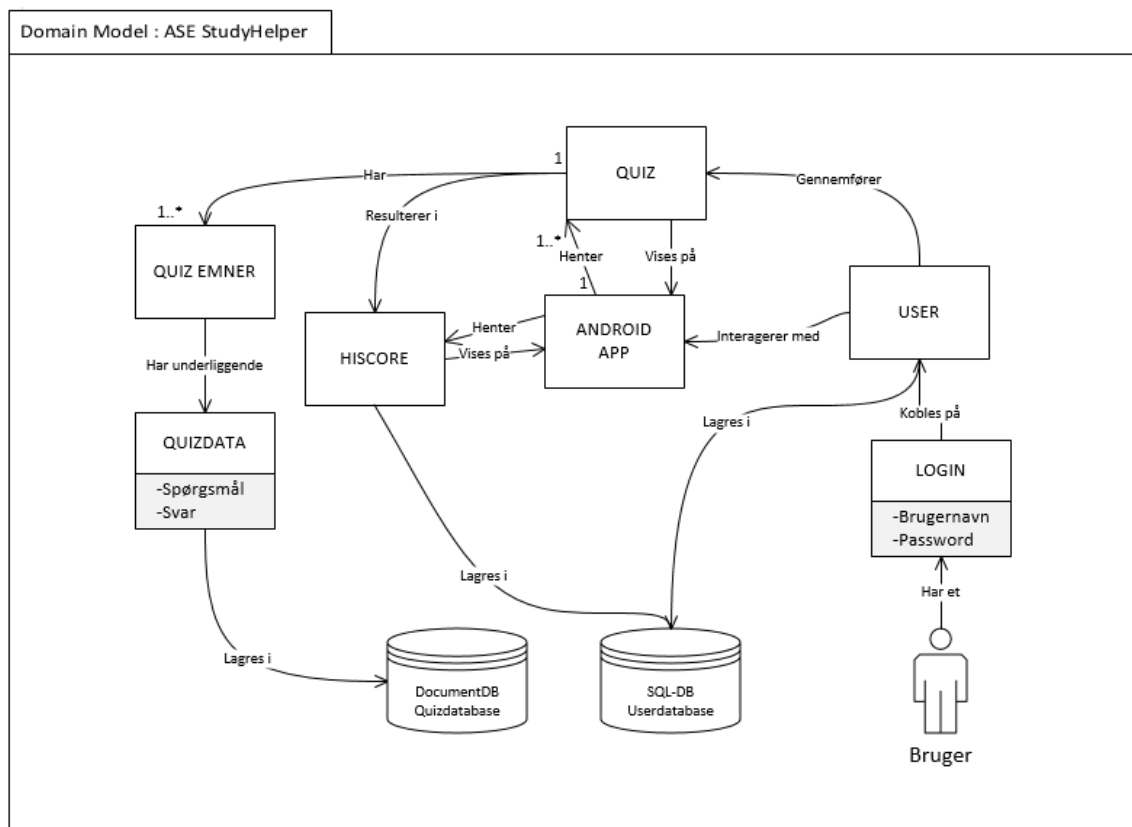 Domain Model : ASE StudyHelper
QUIZ
1
Har
Gennemfører
1..*
Resulterer i
1..*
Henter
Vises på
QUIZ EMNER
1
USER
ANDROID
APP
Henter
Interagerer med
HISCORE
Vises på
Har underliggende
Lagres i
Kobles på
QUIZDATA
-Spørgsmål
-Svar
LOGIN
-Brugernavn
-Password
Lagres i
Har et
Lagres i
DocumentDB
Quizdatabase
SQL-DB
Userdatabase
Bruger